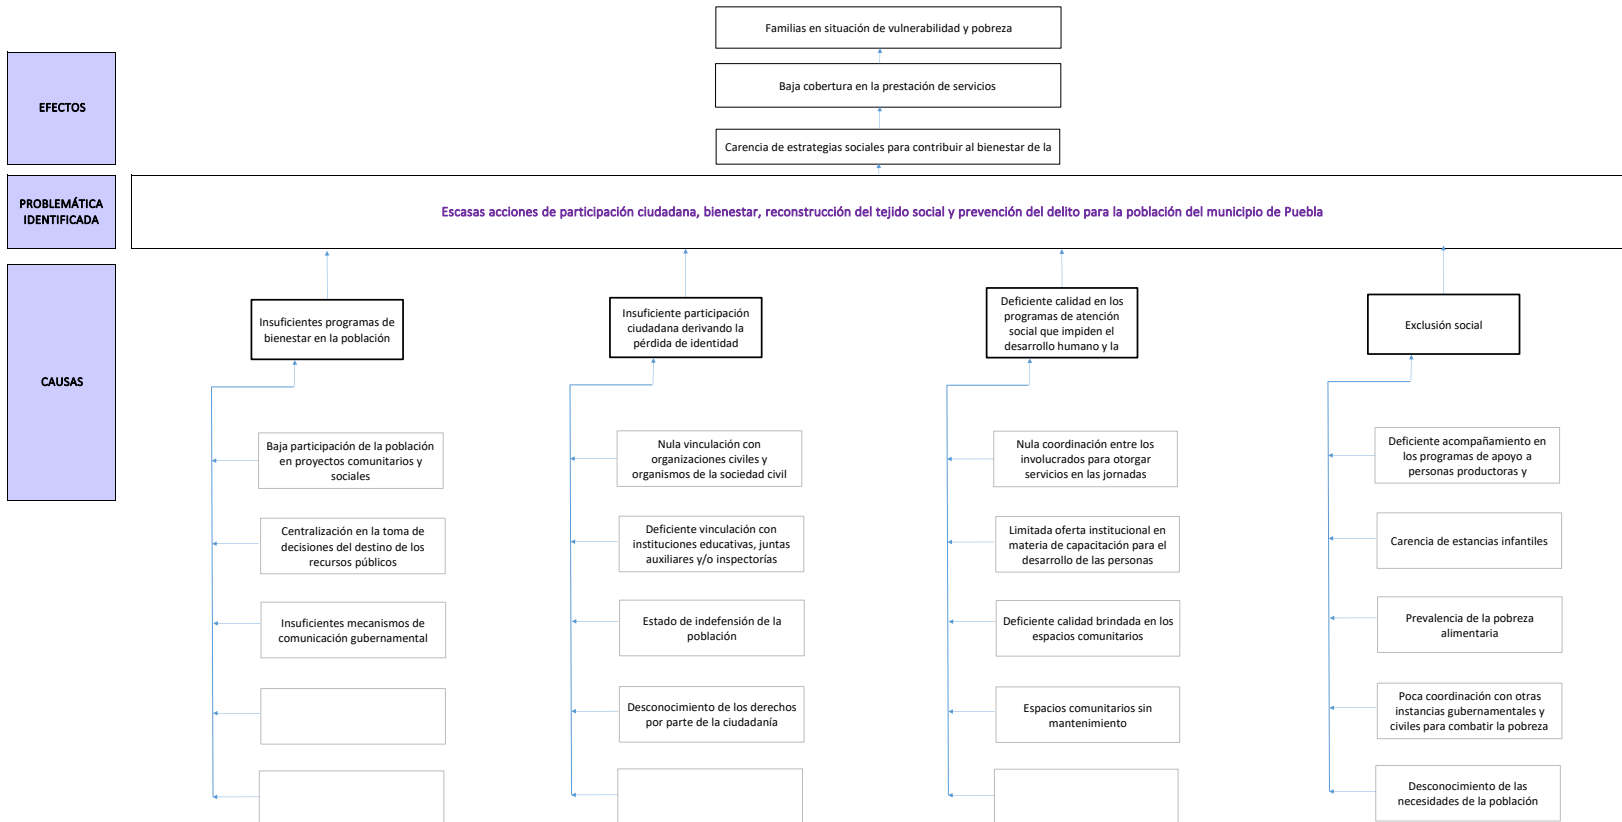 Familias en situación de vulnerabilidad y pobreza
EFECTOS
Baja cobertura en la prestación de servicios
Carencia de estrategias sociales para contribuir al bienestar de la
PROBLEMÁTICA
IDENTIFICADA
Escasas acciones de participación ciudadana, bienestar, reconstrucción del tejido social y prevención del delito para la población del municipio de Puebla
CAUSAS
Insuficientes programas de
bienestar en la población
Baja participación de la población
en proyectos comunitarios y
sociales
Centralización en la toma de
decisiones del destino de los
recursos públicos
Insuficientes mecanismos de
comunicación gubernamental
Insuficiente participación
ciudadana derivando la
pérdida de identidad
Nula vinculación con
organizaciones civiles y
organismos de la sociedad civil
Deficiente vinculación con
instituciones educativas, juntas
auxiliares y/o inspectorías
Estado de indefensión de la
población
Desconocimiento de los derechos
por parte de la ciudadanía
Deficiente calidad en los
programas de atención
social que impiden el
desarrollo humano y la
Nula coordinación entre los
involucrados para otorgar
servicios en las jornadas
Limitada oferta institucional en
materia de capacitación para el
desarrollo de las personas
Deficiente calidad brindada en los
espacios comunitarios
Espacios comunitarios sin
mantenimiento
Exclusión social
Deficiente acompañamiento en
los programas de apoyo a
personas productoras y
Carencia de estancias infantiles
Prevalencia de la pobreza
alimentaria
Poca coordinación con otras
instancias gubernamentales y
civiles para combatir la pobreza
Desconocimiento de las
necesidades de la población